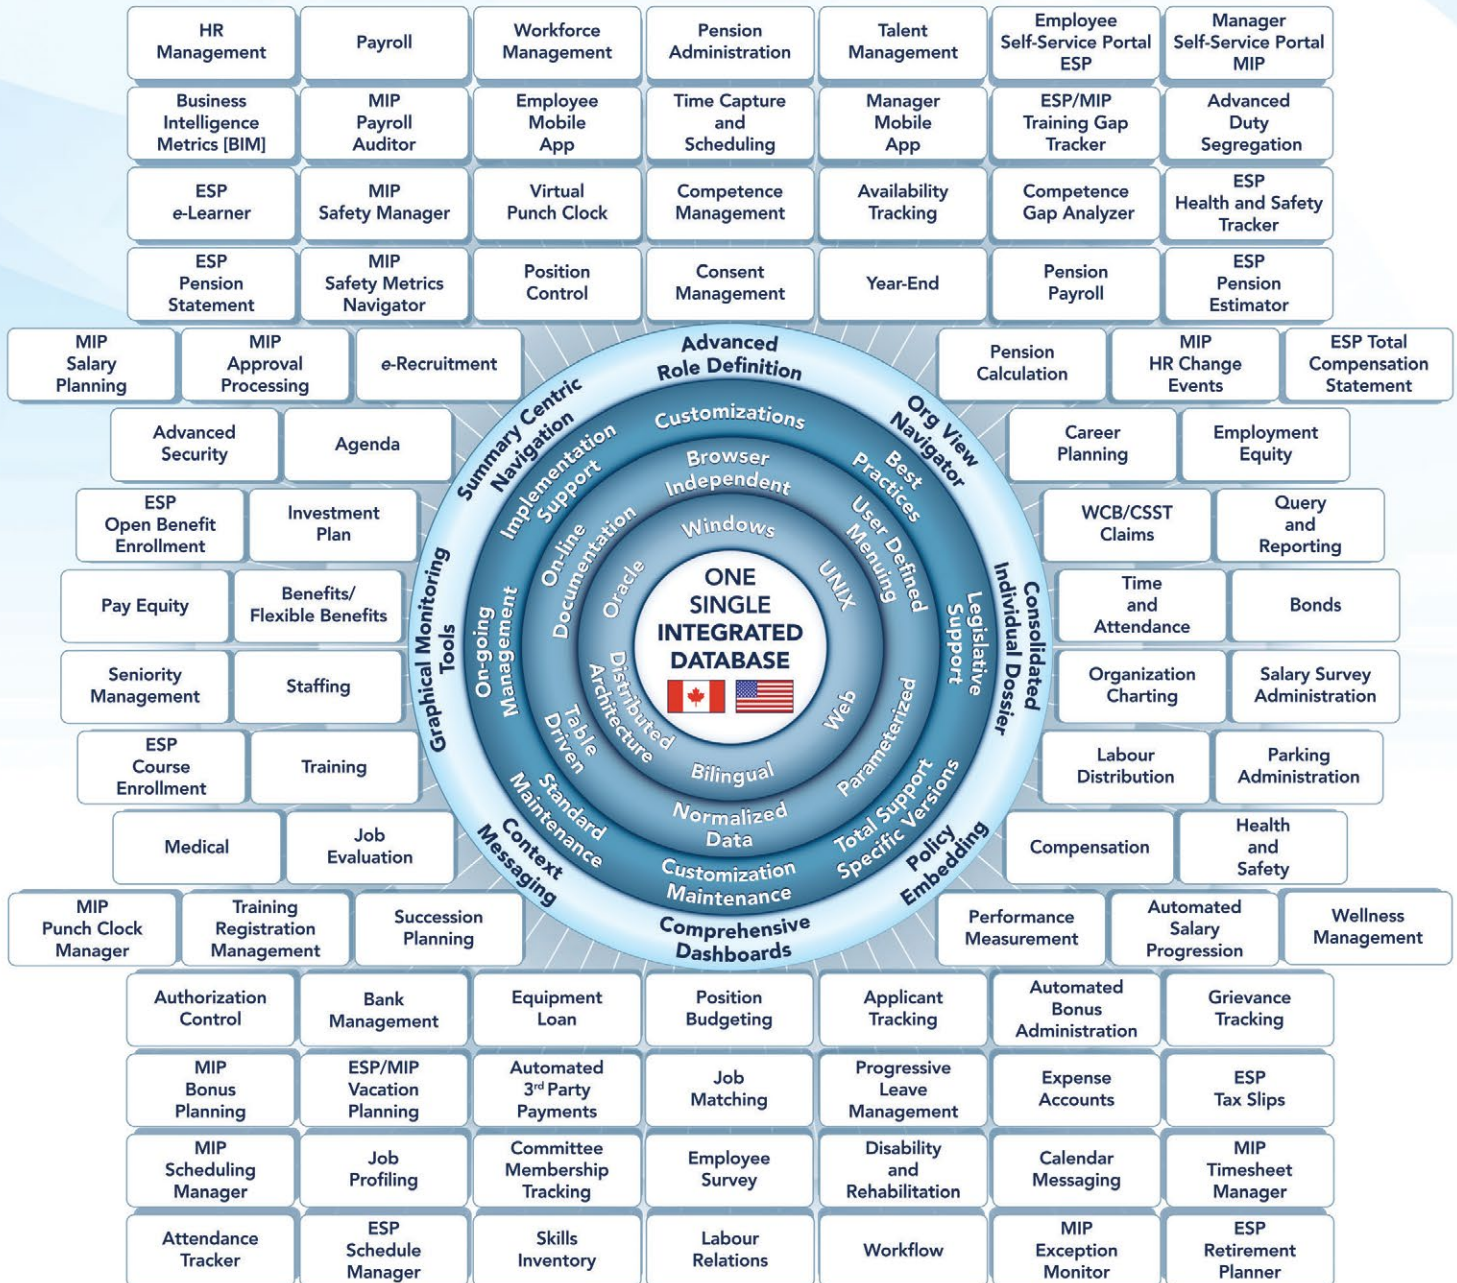 HR
Management
Payroll
Workforce
Management
Pension
Administration
Talent
Management
Employee
Self-Service Portal
ESP
Manager
Self-Service Portal
MIP
Business
Intelligence
Metrics [BIM]
MIP
Payroll
Auditor
Employee
Mobile
App
Time Capture
and
Scheduling
Manager
Mobile
App
ESP/MIP
Training Gap
Tracker
Advanced
Duty
Segregation
ESP
e-Learner
MIP
Safety Manager
Virtual
Punch Clock
Competence
Management
Availability
Tracking
Competence
Gap Analyzer
ESP
Health and Safety
Tracker
ESP
Pension
Statement
MIP
Safety Metrics
Navigator
Position
Control
Consent
Management
Year-End
Pension
Payroll
ESP
Pension
Estimator
MIP
Salary
Planning
MIP
Approval
Processing
e-Recruitment
Pension
Calculation
MIP
HR Change
Events
ESP Total
Compensation
Statement
Advanced
Security
Agenda
Career
Planning
Employment
Equity
ESP
Open Benefit
Enrollment
Investment
Plan
WCB/CSST
Claims
Query
and
Reporting
Pay Equity
Benefits/
Flexible Benefits
Time
and
Attendance
Bonds
Seniority
Management
Staffing
Organization
Charting
Salary Survey
Administration
ESP
Course
Enrollment
Training
Labour
Distribution
Parking
Administration
Medical
Job
Evaluation
Compensation
Health
and
Safety
MIP
Punch Clock
Manager
Training
Registration
Management
Succession
Planning
Performance
Measurement
Automated
Salary
Progression
Wellness
Management
Advanced
Role Definition
Org View
Navigator
Consolidated
Individual Dossier
Policy
Embedding
Comprehensive
Dashboards
Context
Messaging
Graphical Monitoring
Tools
Summary Centric
Navigation
Customizations
Best
Practices
Legislative
Support
Total Support
Specific Versions
Customization
Maintenance
Standard
Maintenance
On-going
Management
Implementation
Support
Browser
Independent
User Defined
Menuing
Parameterized
Normalized
Data
Table
Driven
On-line
Documentation
Windows
UNIX
Web
Bilingual
Distributed
Architecture
Oracle
ONE
SINGLE
INTEGRATED
DATABASE
Authorization
Control
Bank
Management
Equipment
Loan
Position
Budgeting
Applicant
Tracking
Automated
Bonus
Administration
Grievance
Tracking
MIP
Bonus
Planning
ESP/MIP
Vacation
Planning
Automated
3rd Party
Payments
Job
Matching
Progressive
Leave
Management
Expense
Accounts
ESP
Tax Slips
MIP
Scheduling
Manager
Job
Profiling
Committee
Membership
Tracking
Employee
Survey
Disability
and
Rehabilitation
Calendar
Messaging
MIP
Timesheet
Manager
Attendance
Tracker
ESP
Schedule
Manager
Skills
Inventory
Labour
Relations
Workflow
MIP
Exception
Monitor
ESP
Retirement
Planner